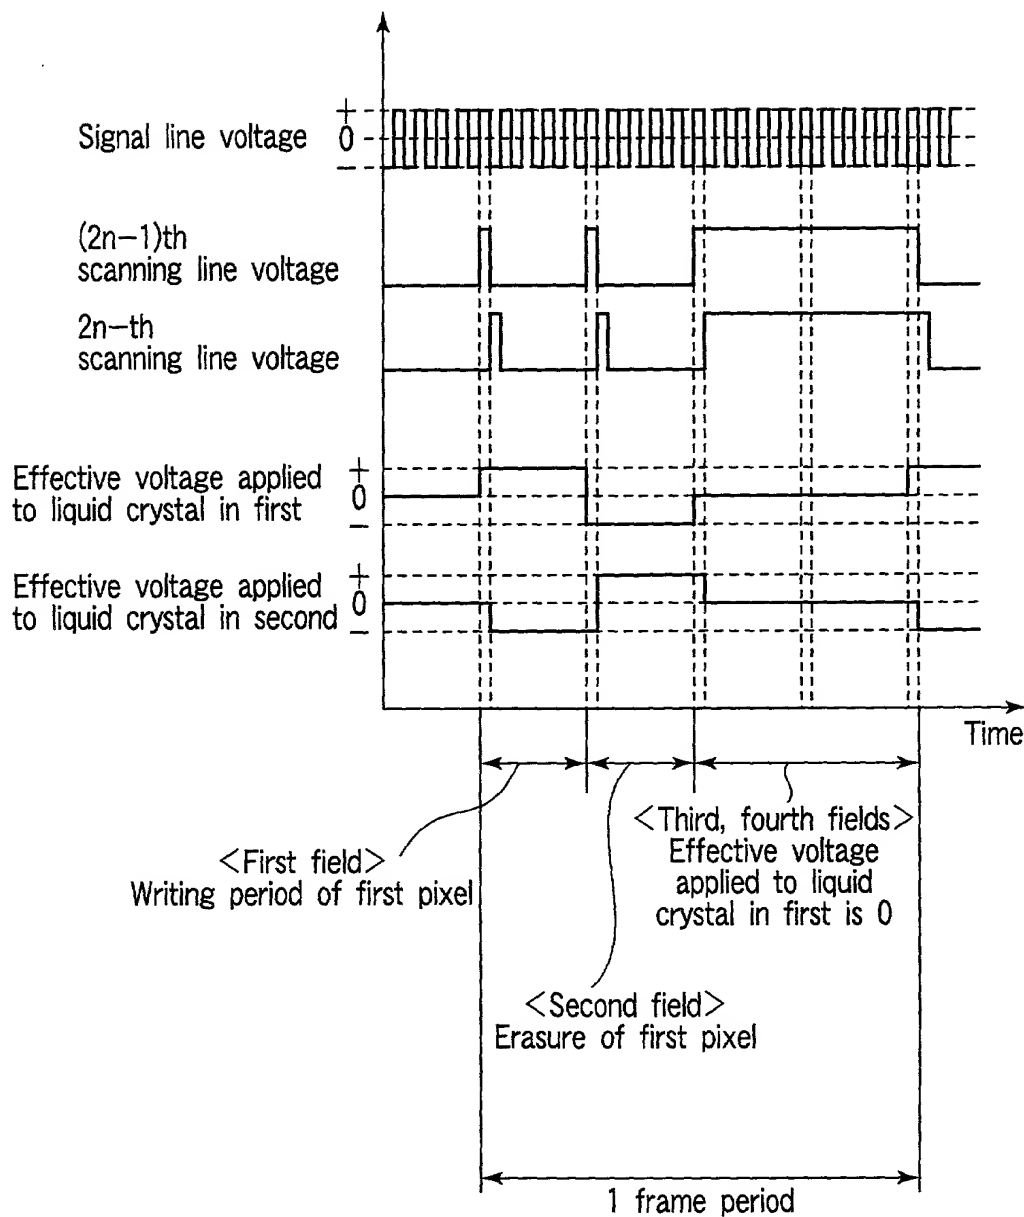 +
Signal line voltage 0
−
(2n−1)th
scanning line voltage
2n−th
scanning line voltage
+
Effective voltage applied
to liquid crystal in first
0
−
+
Effective voltage applied
to liquid crystal in second
0
−
Time
<First field>
Writing period of first pixel
<Third, fourth fields>
Effective voltage
applied to liquid
crystal in first is 0
<Second field>
Erasure of first pixel
1 frame period